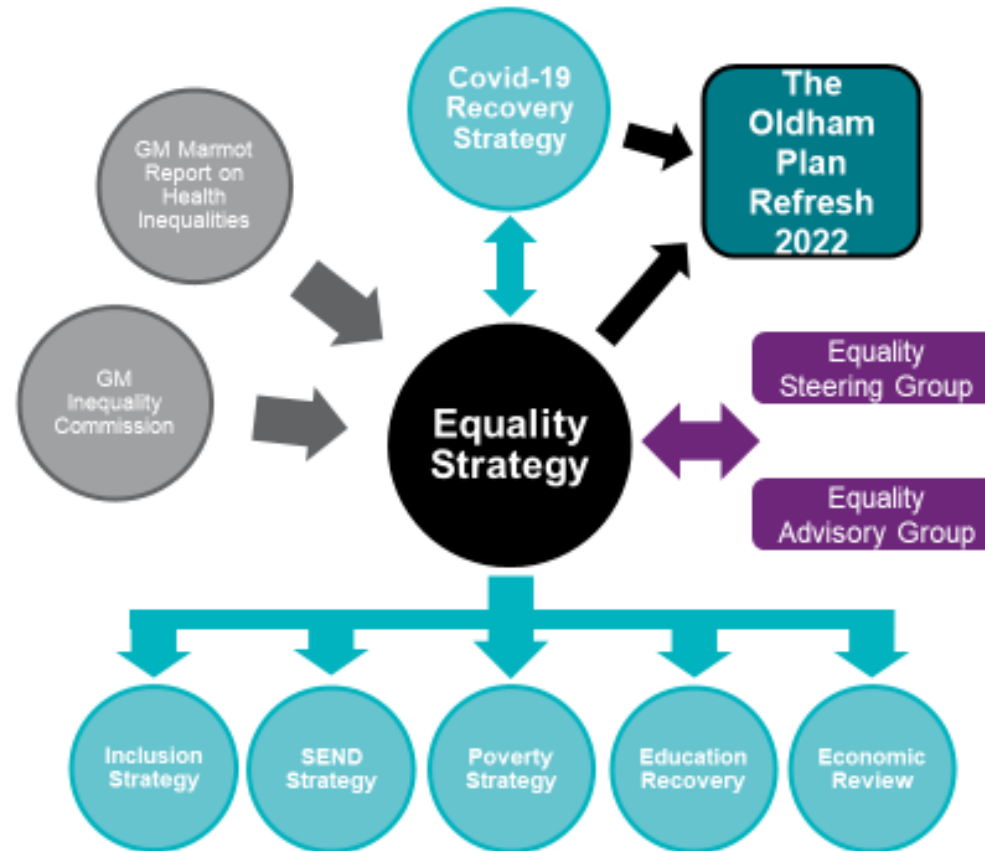 Covid-19
Recovery
Strategy
The
Oldham
Plan
Refresh
2022
GM Marmot
Report on
Health
Inequalities
GM
Inequality
Commission
Equality
Strategy
Equality
Steering Group
Equality
Advisory Group
Inclusion
Strategy
SEND
Strategy
Poverty
Strategy
Education
Recovery
Economic
Review